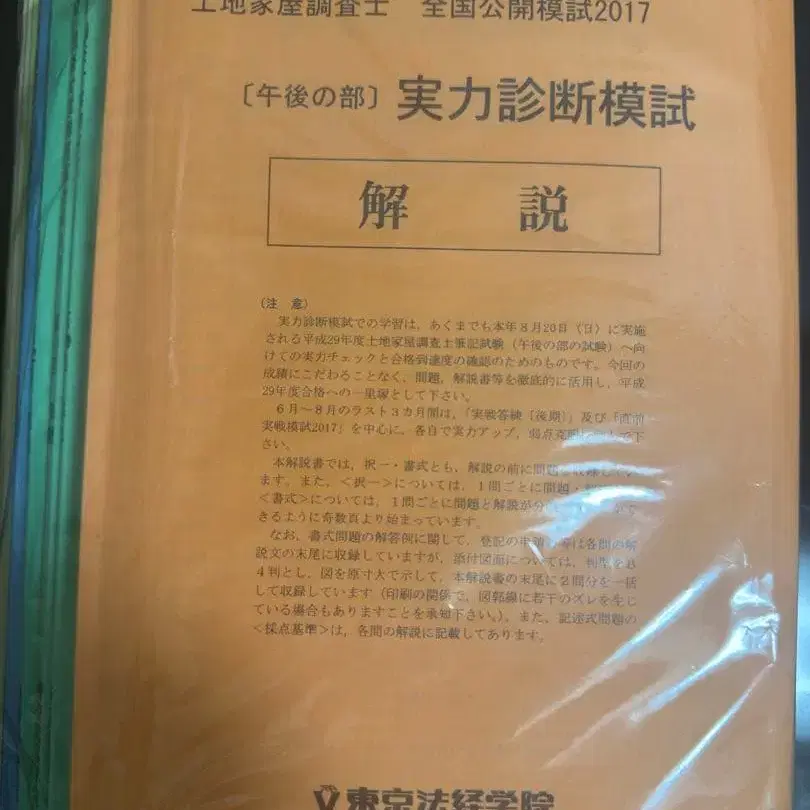 土地家屋調査士 全国公開模試2017
〔午後の部〕実力診断模試
解 説
(注 意)
実力診断模試での学習は，あくまでも本年8月20日（日）に実施
される平成29年度土地家屋調査士筆記試験（午後の部の試験）へ向
けての実力チェックと合格到達度の確認のためのものです。今回の
成績にこだわることなく，問題，解説書等を徹底的に活用し，平成
29年度合格への一里塚として下さい。
6月～8月のラスト3カ月間は，「実戦答練〔後期〕」及び「直前
実戦模試2017」を中心に，各自で実力アップ，弱点克服 で下
さい。
本解説書では，択一・書式とも，解説の前に問題
ます。また，＜択一＞については，1問ごとに問題・
＜書式＞については，1問ごとに問題と解説が分
きるように奇数頁より始まっています。
なお，書式問題の解答例に関して，登記の申請 等は各問の解
説文の末尾に収録していますが，添付図面については，判型をB
4判とし，図を原寸大で示して，本解説書の末尾に2問分を一括
して収録しています（印刷の関係で，図郭線に若干のズレを生じ
ている場合もありますことを承知下さい。）。また，記述式問題の
＜採点基準＞は，各問の解説に記載してあります。
東京法経学院